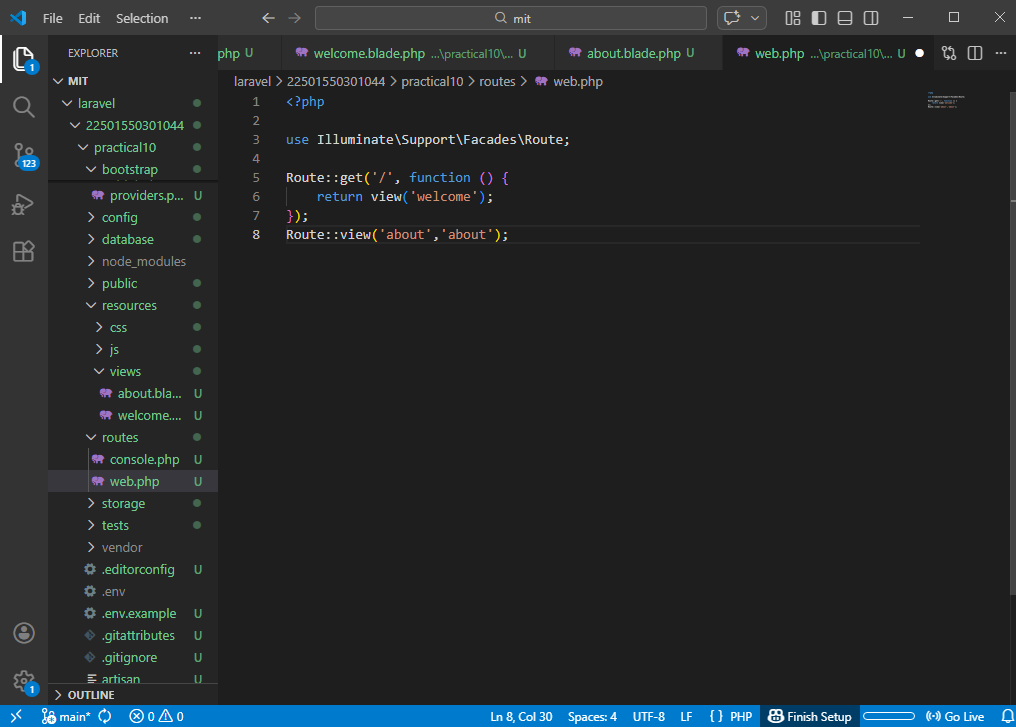 File Edit Selection ··· mit
EXPLORER ···
php U welcome.blade.php ...\practical10\... U about.blade.php U web.php ...\practical10\... U
laravel > 22501550301044 > practical10 > routes > web.php
MIT
laravel
22501550301044
practical10
bootstrap
providers.p... U
config
database
node_modules
public
resources
css
js
views
about.bla... U
welcome.... U
routes
console.php U
web.php U
storage
tests
vendor
.editorconfig U
.env
.env.example U
.gitattributes U
.gitignore U
artisan U
OUTLINE
1
123
1
1 <?php
2
3 use Illuminate\Support\Facades\Route;
4
5 Route::get('/', function () {
6 return view('welcome');
7 });
8 Route::view('about','about');
main* 0 0 Ln 8, Col 30 Spaces: 4 UTF-8 LF { } PHP Finish Setup Go Live